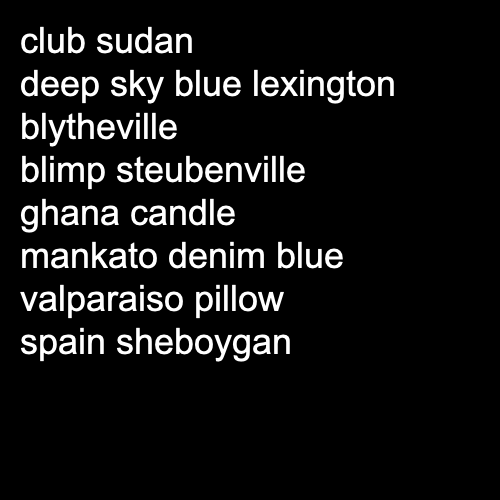 club sudan
deep sky blue lexington
blytheville
blimp steubenville
ghana candle
mankato denim blue
valparaiso pillow
spain sheboygan